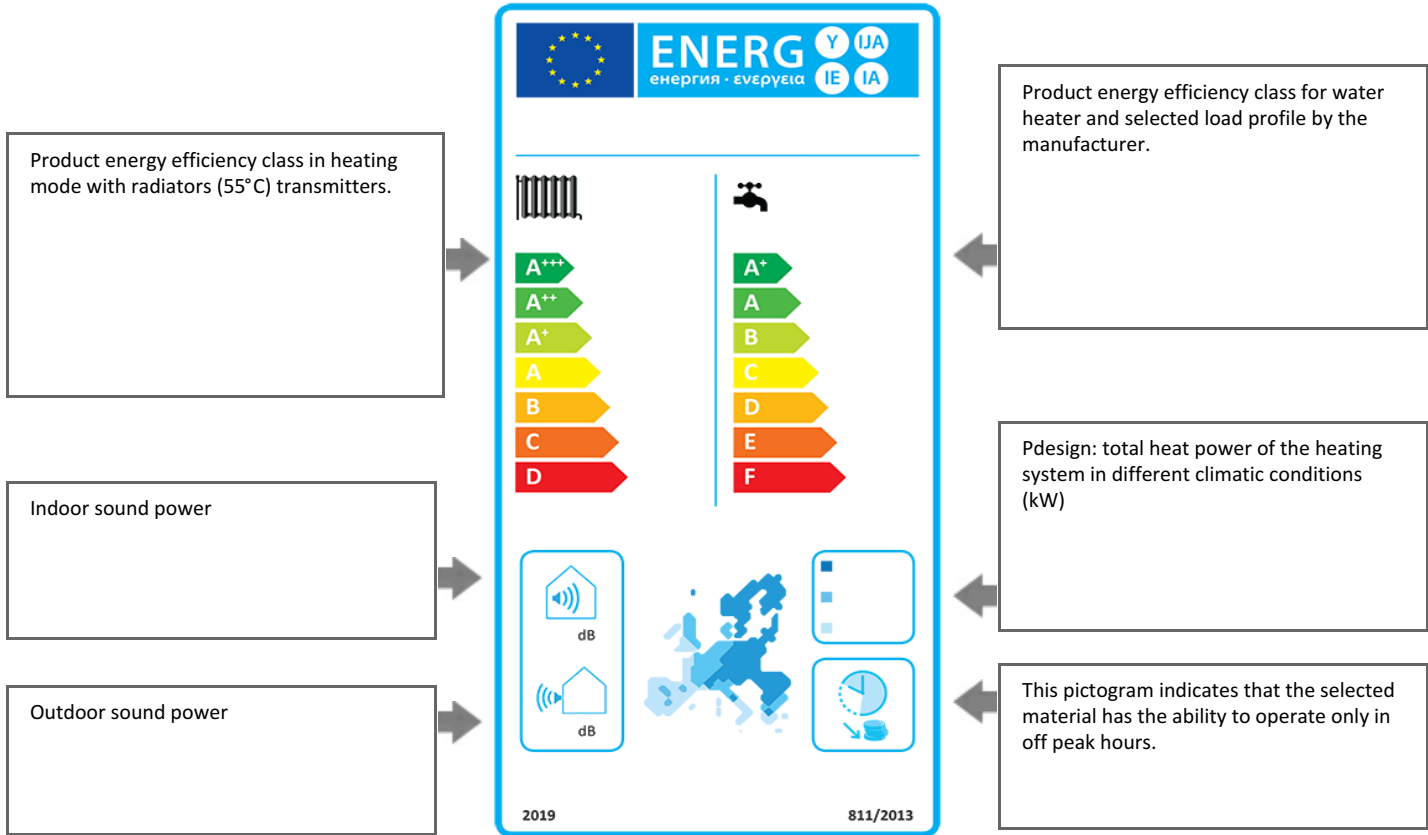 ENERG Y IJA
енергия · ενεργεια IE IA
Product energy efficiency class in heating
mode with radiators (55°C) transmitters.
Product energy efficiency class for water
heater and selected load profile by the
manufacturer.
A+++
A++
A+
A
B
C
D
A+
A
B
C
D
E
F
Indoor sound power
Pdesign: total heat power of the heating
system in different climatic conditions
(kW)
dB
Outdoor sound power
dB
This pictogram indicates that the selected
material has the ability to operate only in
off peak hours.
2019
811/2013